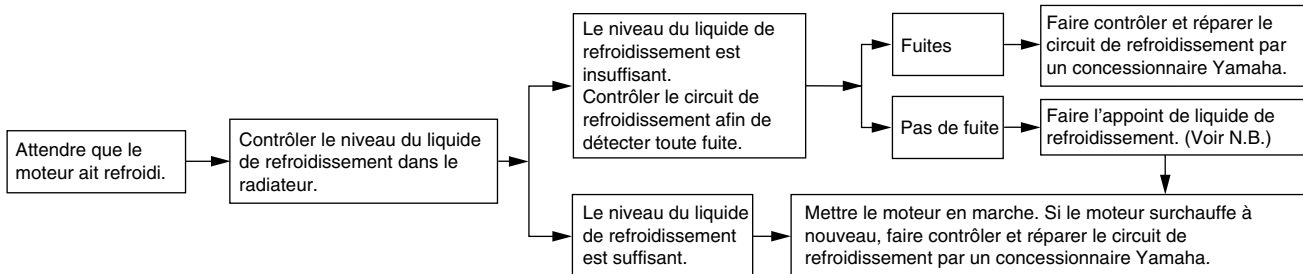 Attendre que le
moteur ait refroidi.
Contrôler le niveau du liquide
de refroidissement dans le
radiateur.
Le niveau du liquide de
refroidissement est
insuffisant.
Contrôler le circuit de
refroidissement afin de
détecter toute fuite.
Fuites
Faire contrôler et réparer le
circuit de refroidissement par
un concessionnaire Yamaha.
Pas de fuite
Faire l’appoint de liquide de
refroidissement. (Voir N.B.)
Le niveau du liquide
de refroidissement
est suffisant.
Mettre le moteur en marche. Si le moteur surchauffe à
nouveau, faire contrôler et réparer le circuit de
refroidissement par un concessionnaire Yamaha.